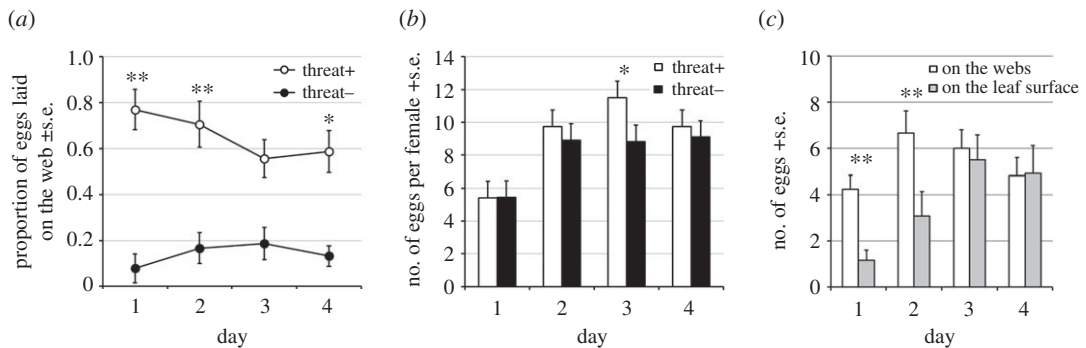 (a)
proportion of eggs laid
on the web ±s.e.
1.0
0.8
0.6
0.4
0.2
0
**
**
*
threat+
threat–
1 2 3 4
day
(b)
no. of eggs per female +s.e.
14
12
10
8
6
4
2
0
*
threat+
threat–
1 2 3 4
day
(c)
no. of eggs +s.e.
10
8
6
4
2
0
**
**
on the webs
on the leaf surface
1 2 3 4
day